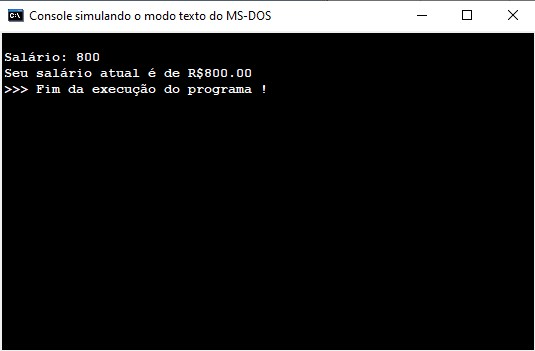 Console simulando o modo texto do MS-DOS
Salário: 800
Seu salário atual é de R$800.00
>>> Fim da execução do programa !